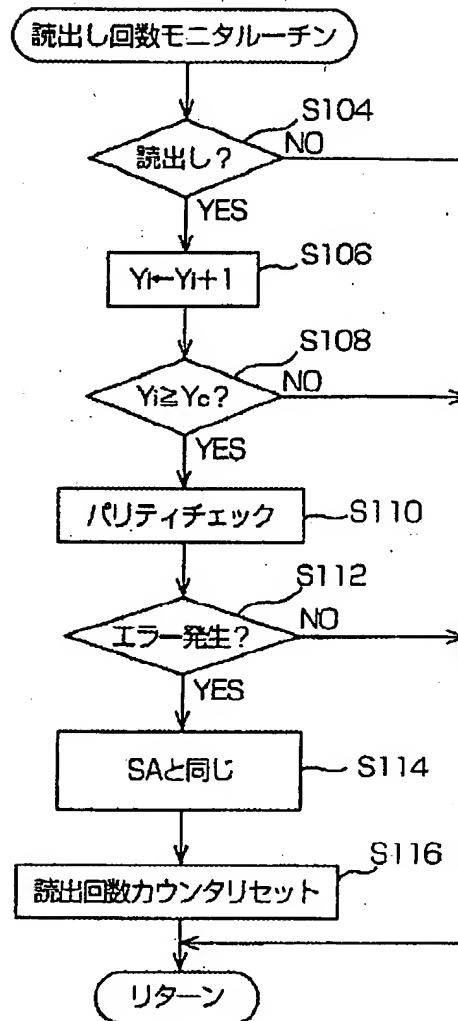 読出し回数モニタルーチン
S104
読出し?
NO
YES
S106
Yi←Yi+1
S108
Yi≧Yc?
NO
YES
パリティチェック
S110
S112
エラー発生?
NO
YES
SAと同じ
S114
S116
読出回数カウンタリセット
リターン